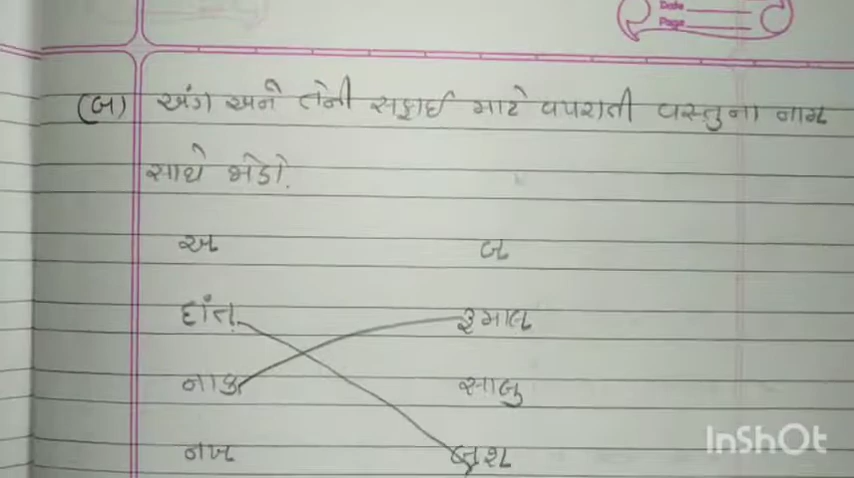 Date
Page
(બ) અંગ અને તેની સફાઈ માટે વપરાતી વસ્તુના નામ
સાથે જોડો.
અ બ
દાંત રૂમાલ
નાક સાબુ
નખ બ્રશ
InShOt